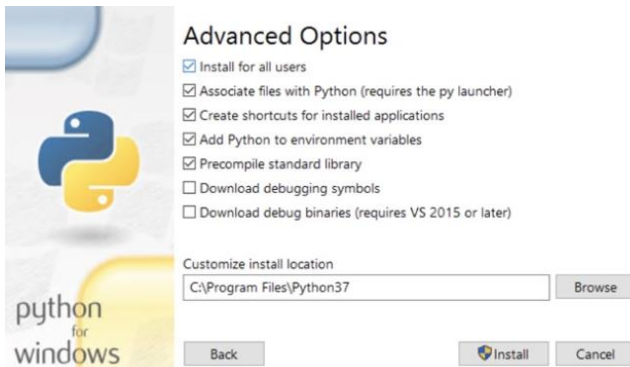 Advanced Options
Install for all users
Associate files with Python (requires the py launcher)
Create shortcuts for installed applications
Add Python to environment variables
Precompile standard library
Download debugging symbols
Download debug binaries (requires VS 2015 or later)
Customize install location
C:\Program Files\Python37
Browse
python
for
windows
Back
Install
Cancel